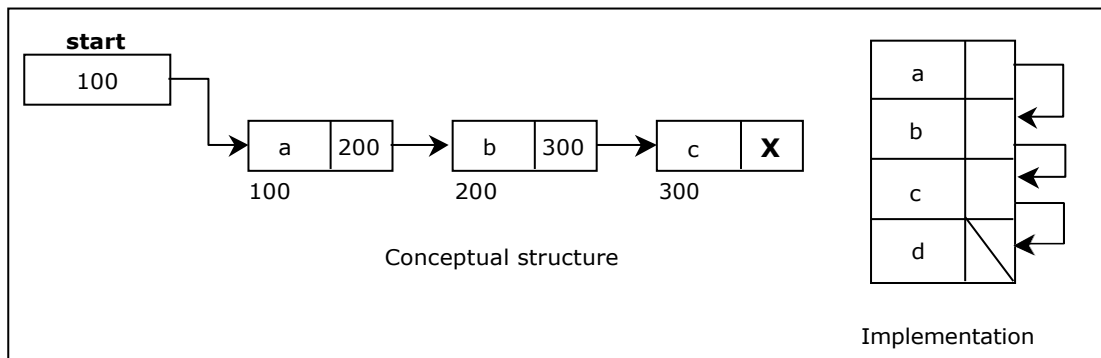 start
100
a 200
b 300
c X
100
200
300
Conceptual structure
a
b
c
d
Implementation